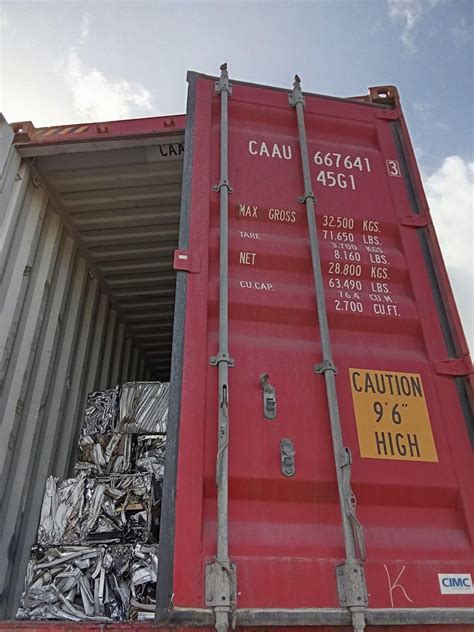 CAA
CAAU 667641 3
45G1
MAX GROSS 32.500 KGS.
71.650 LBS.
TARE 3.700 KGS.
8.160 LBS.
NET 28.800 KGS.
63.490 LBS.
CU.CAP. 76.4 CU.M.
2.700 CU.FT.
CAUTION
9'6"
HIGH
K
CIMC